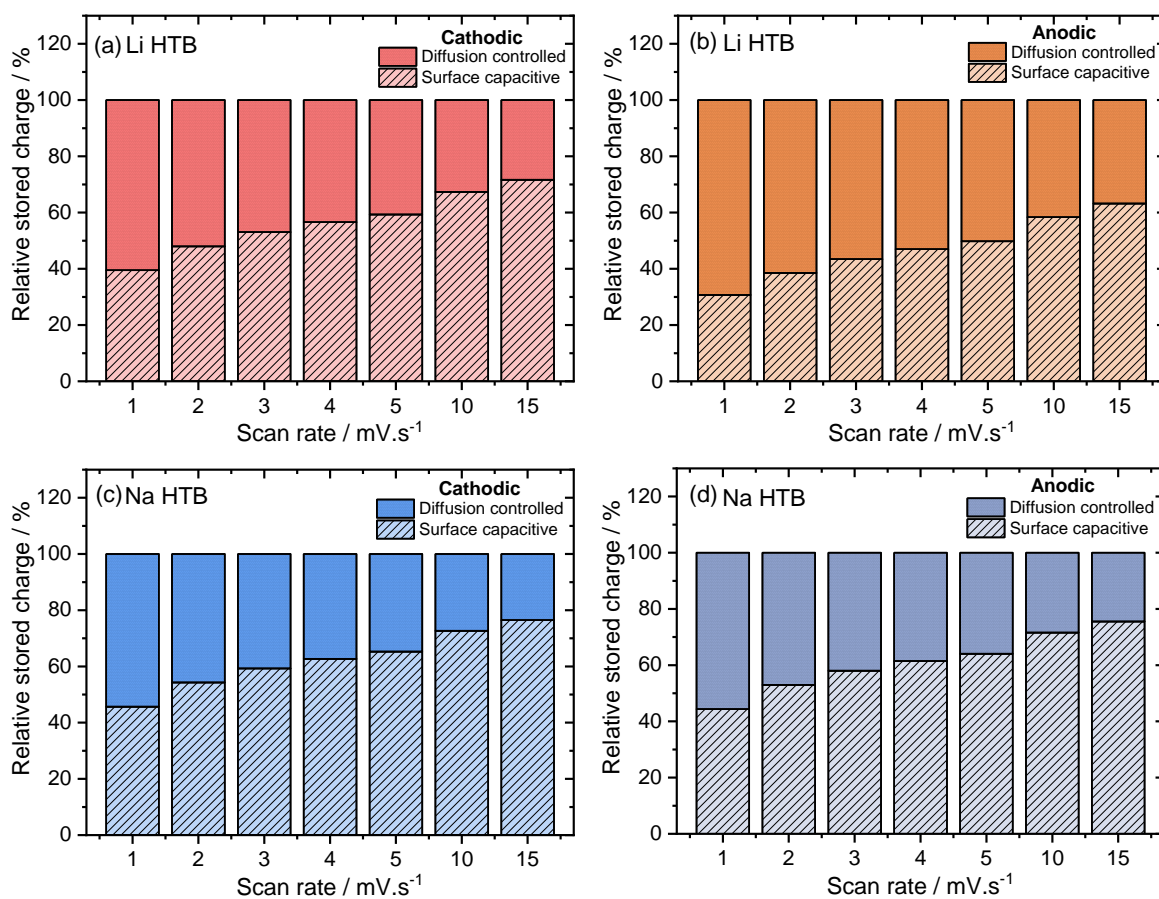 (a) Li HTB
Cathodic
Diffusion controlled
Surface capacitive
Relative stored charge / %
120
100
80
60
40
20
0
1 2 3 4 5 10 15
Scan rate / mV.s⁻¹
(b) Li HTB
Anodic
Diffusion controlled
Surface capacitive
Relative stored charge / %
120
100
80
60
40
20
0
1 2 3 4 5 10 15
Scan rate / mV.s⁻¹
(c) Na HTB
Cathodic
Diffusion controlled
Surface capacitive
Relative stored charge / %
120
100
80
60
40
20
0
1 2 3 4 5 10 15
Scan rate / mV.s⁻¹
(d) Na HTB
Anodic
Diffusion controlled
Surface capacitive
Relative stored charge / %
120
100
80
60
40
20
0
1 2 3 4 5 10 15
Scan rate / mV.s⁻¹